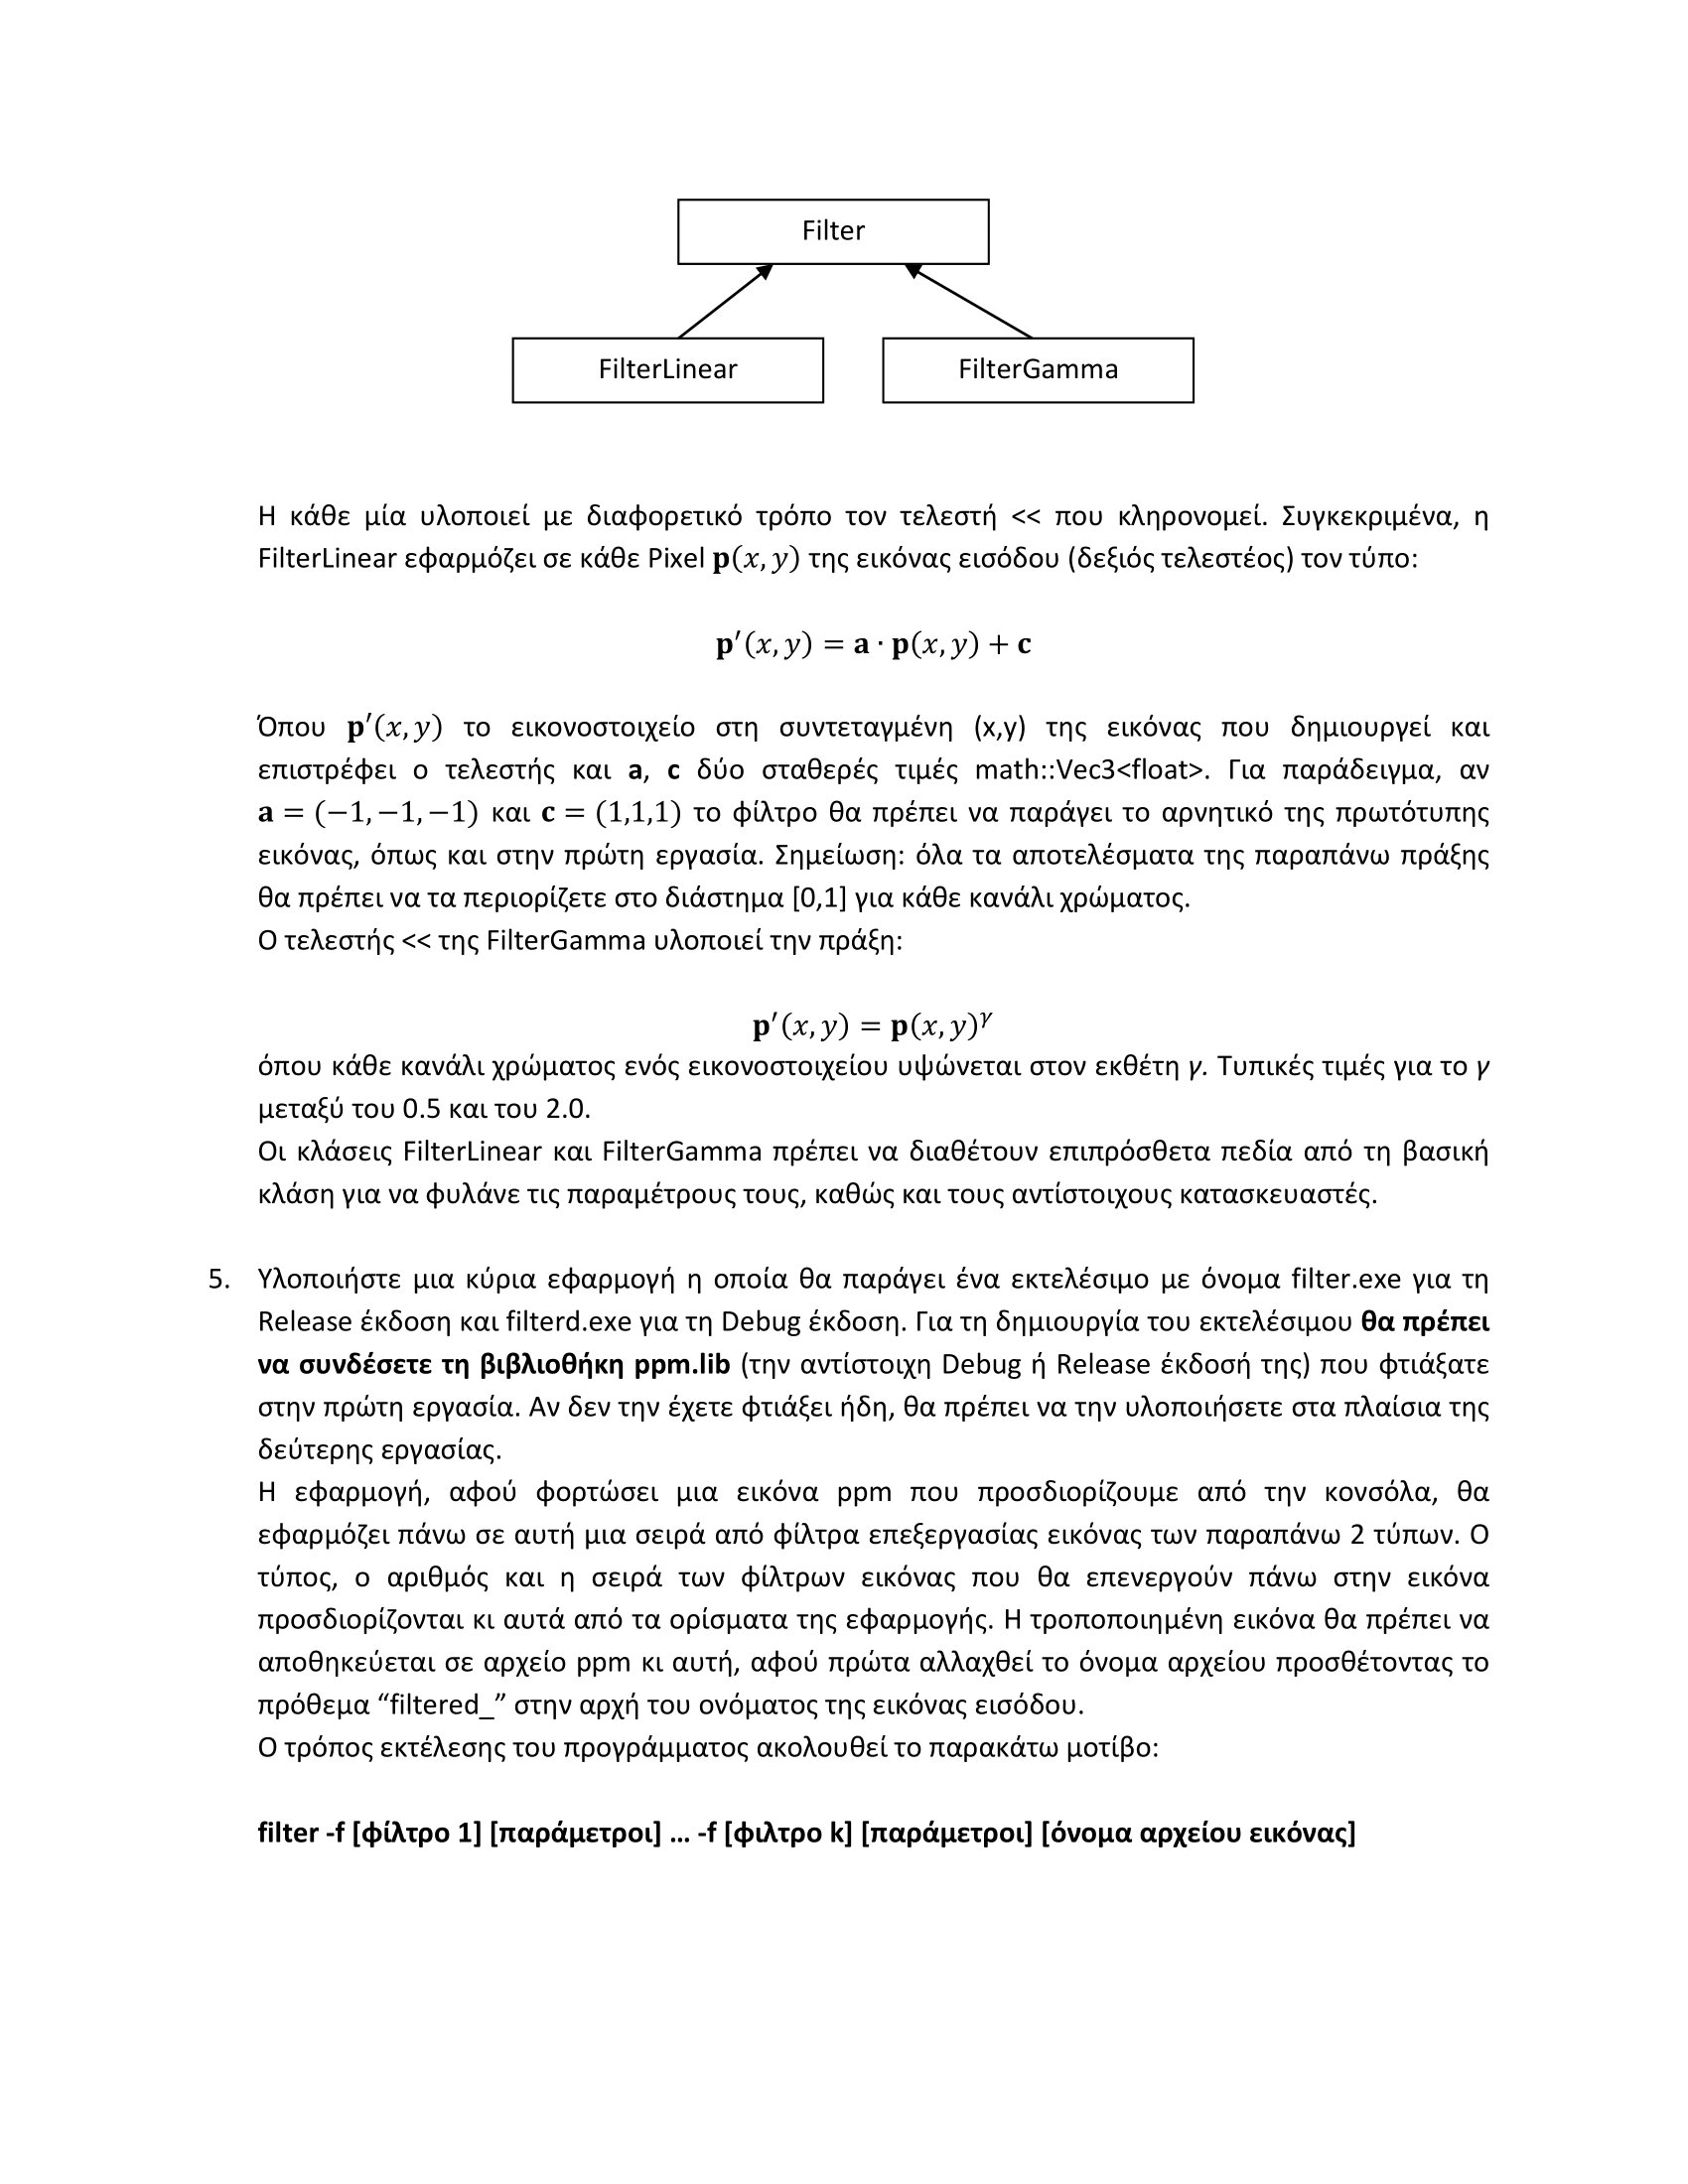 Filter
FilterLinear
FilterGamma
Η κάθε μία υλοποιεί με διαφορετικό τρόπο τον τελεστή << που κληρονομεί. Συγκεκριμένα, η
FilterLinear εφαρμόζει σε κάθε Pixel 𝐩(𝑥, 𝑦) της εικόνας εισόδου (δεξιός τελεστέος) τον τύπο:
𝐩′(𝑥, 𝑦) = 𝐚 ∙ 𝐩(𝑥, 𝑦) + 𝐜
Όπου 𝐩′(𝑥, 𝑦) το εικονοστοιχείο στη συντεταγμένη (x,y) της εικόνας που δημιουργεί και
επιστρέφει ο τελεστής και a, c δύο σταθερές τιμές math::Vec3<float>. Για παράδειγμα, αν
𝐚 = (−1, −1, −1) και 𝐜 = (1,1,1) το φίλτρο θα πρέπει να παράγει το αρνητικό της πρωτότυπης
εικόνας, όπως και στην πρώτη εργασία. Σημείωση: όλα τα αποτελέσματα της παραπάνω πράξης
θα πρέπει να τα περιορίζετε στο διάστημα [0,1] για κάθε κανάλι χρώματος.
Ο τελεστής << της FilterGamma υλοποιεί την πράξη:
𝐩′(𝑥, 𝑦) = 𝐩(𝑥, 𝑦)^𝛾
όπου κάθε κανάλι χρώματος ενός εικονοστοιχείου υψώνεται στον εκθέτη γ. Τυπικές τιμές για το γ
μεταξύ του 0.5 και του 2.0.
Οι κλάσεις FilterLinear και FilterGamma πρέπει να διαθέτουν επιπρόσθετα πεδία από τη βασική
κλάση για να φυλάνε τις παραμέτρους τους, καθώς και τους αντίστοιχους κατασκευαστές.
5. Υλοποιήστε μια κύρια εφαρμογή η οποία θα παράγει ένα εκτελέσιμο με όνομα filter.exe για τη
Release έκδοση και filterd.exe για τη Debug έκδοση. Για τη δημιουργία του εκτελέσιμου θα πρέπει
να συνδέσετε τη βιβλιοθήκη ppm.lib (την αντίστοιχη Debug ή Release έκδοσή της) που φτιάξατε
στην πρώτη εργασία. Αν δεν την έχετε φτιάξει ήδη, θα πρέπει να την υλοποιήσετε στα πλαίσια της
δεύτερης εργασίας.
Η εφαρμογή, αφού φορτώσει μια εικόνα ppm που προσδιορίζουμε από την κονσόλα, θα
εφαρμόζει πάνω σε αυτή μια σειρά από φίλτρα επεξεργασίας εικόνας των παραπάνω 2 τύπων. Ο
τύπος, ο αριθμός και η σειρά των φίλτρων εικόνας που θα επενεργούν πάνω στην εικόνα
προσδιορίζονται κι αυτά από τα ορίσματα της εφαρμογής. Η τροποποιημένη εικόνα θα πρέπει να
αποθηκεύεται σε αρχείο ppm κι αυτή, αφού πρώτα αλλαχθεί το όνομα αρχείου προσθέτοντας το
πρόθεμα “filtered_” στην αρχή του ονόματος της εικόνας εισόδου.
Ο τρόπος εκτέλεσης του προγράμματος ακολουθεί το παρακάτω μοτίβο:
filter -f [φίλτρο 1] [παράμετροι] ... -f [φιλτρο k] [παράμετροι] [όνομα αρχείου εικόνας]